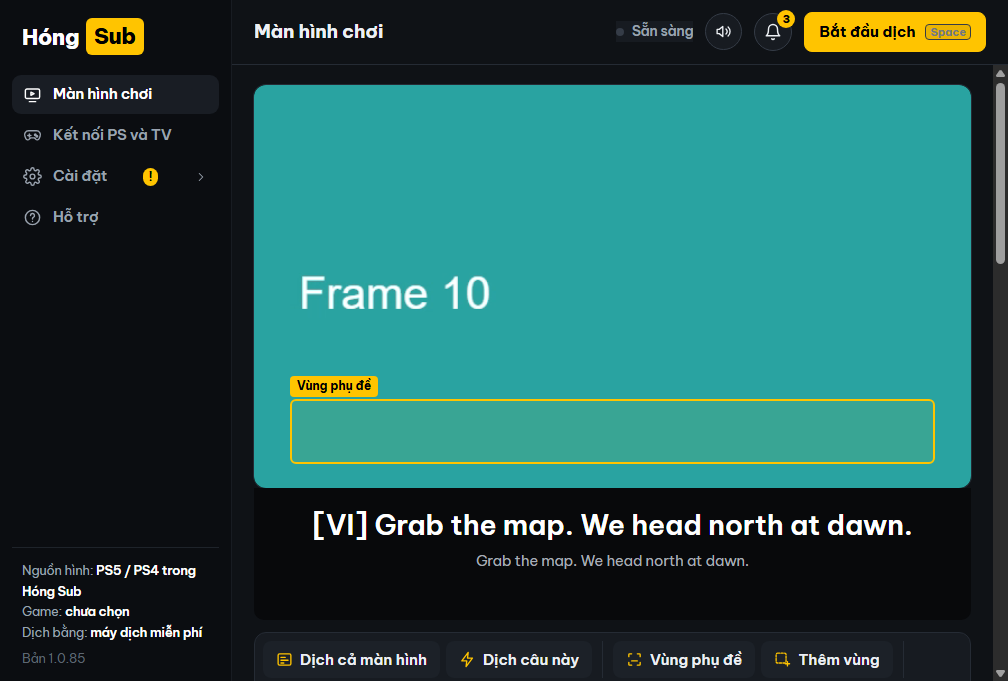 Hóng Sub
Màn hình chơi
Kết nối PS và TV
Cài đặt !
Hỗ trợ
Nguồn hình: PS5 / PS4 trong
Hóng Sub
Game: chưa chọn
Dịch bằng: máy dịch miễn phí
Bản 1.0.85
Màn hình chơi
Sẵn sàng
3
Bắt đầu dịch Space
Frame 10
Vùng phụ đề
[VI] Grab the map. We head north at dawn.
Grab the map. We head north at dawn.
Dịch cả màn hình
Dịch câu này
Vùng phụ đề
Thêm vùng